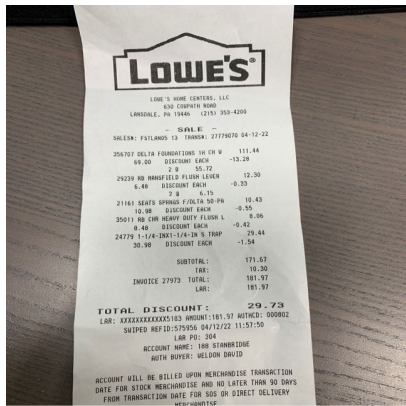 LOWE'S®
LOWE'S HOME CENTERS, LLC
630 COWPATH ROAD
LANSDALE, PA 19446 (215) 353-4200
- SALE -
SALES#: FSTLAN05 13 TRANS#: 27779070 04-12-22
356707 DELTA FOUNDATIONS 1H CH W 111.44
69.00 DISCOUNT EACH -13.28
2 @ 55.72
29239 RB MANSFIELD FLUSH LEVER 12.30
6.48 DISCOUNT EACH -0.33
2 @ 6.15
21161 SEATS SPRNGS F/DLTA 50-PA 10.43
10.98 DISCOUNT EACH -0.55
35011 RB CHR HEAVY DUTY FLUSH L 8.06
8.48 DISCOUNT EACH -0.42
24779 1-1/4-INX1-1/4-IN S TRAP 29.44
30.98 DISCOUNT EACH -1.54
SUBTOTAL: 171.67
TAX: 10.30
INVOICE 27973 TOTAL: 181.97
LAR: 181.97
TOTAL DISCOUNT: 29.73
LAR: XXXXXXXXXXXX5183 AMOUNT:181.97 AUTHCD: 000802
SWIPED REFID:575956 04/12/22 11:57:50
LAR PO: 304
ACCOUNT NAME: 188 STANBRIDGE
AUTH BUYER: WELDON DAVID
ACCOUNT WILL BE BILLED UPON MERCHANDISE TRANSACTION
DATE FOR STOCK MERCHANDISE AND NO LATER THAN 90 DAYS
FROM TRANSACTION DATE FOR SOS OR DIRECT DELIVERY
MERCHANDISE